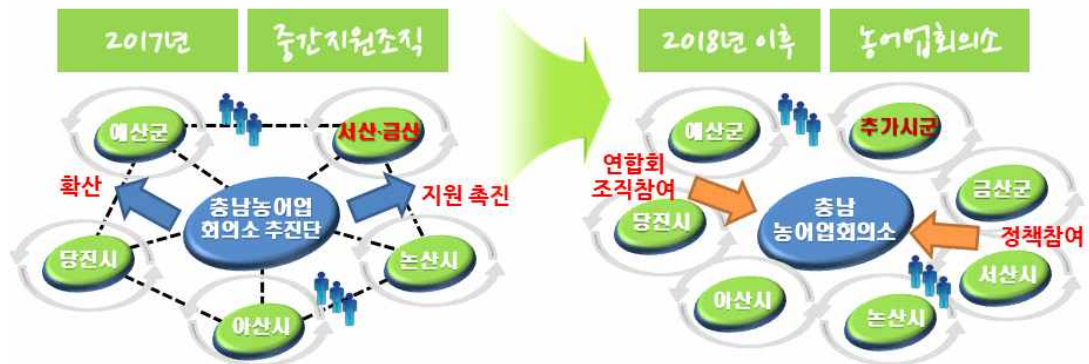 2017년
중간지원조직
예산군
서산·금산
확산
충남농어업
회의소 추진단
지원 촉진
당진시
논산시
아산시
2018년 이후
농어업회의소
예산군
추가시군
연합회
조직참여
금산군
당진시
충남
농어업회의소
정책참여
서산시
아산시
논산시